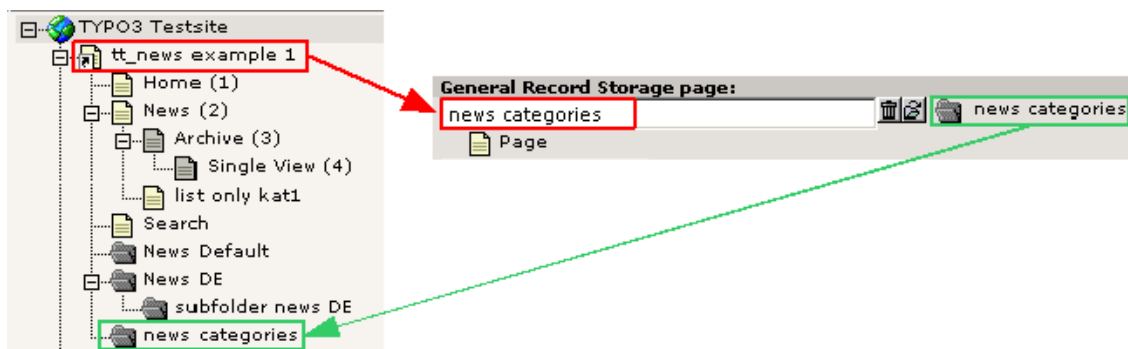 TYPO3 Testsite
tt_news example 1
Home (1)
News (2)
Archive (3)
Single View (4)
list only kat1
Search
News Default
News DE
subfolder news DE
news categories
General Record Storage page:
news categories
news categories
Page